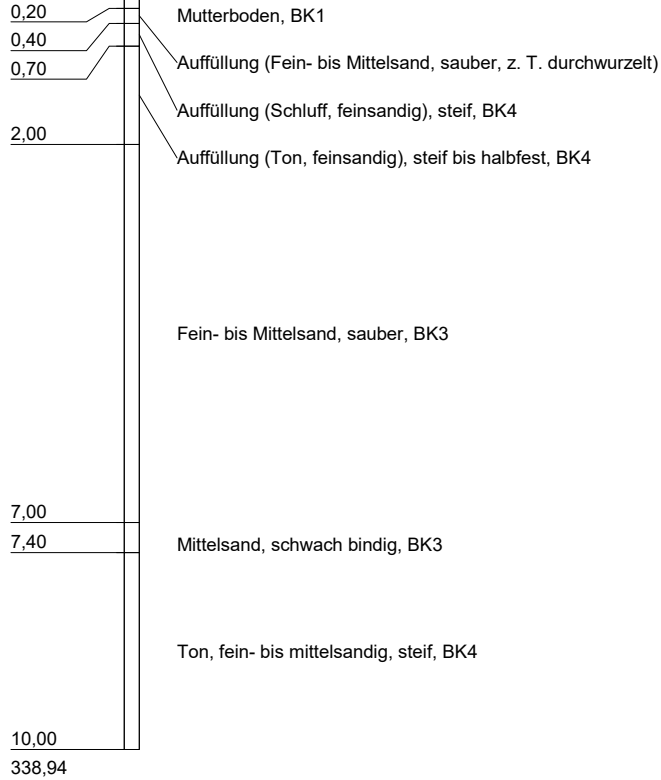 0,20
Mutterboden, BK1
0,40
Auffüllung (Fein- bis Mittelsand, sauber, z. T. durchwurzelt)
0,70
Auffüllung (Schluff, feinsandig), steif, BK4
2,00
Auffüllung (Ton, feinsandig), steif bis halbfest, BK4
Fein- bis Mittelsand, sauber, BK3
7,00
7,40
Mittelsand, schwach bindig, BK3
Ton, fein- bis mittelsandig, steif, BK4
10,00
338,94